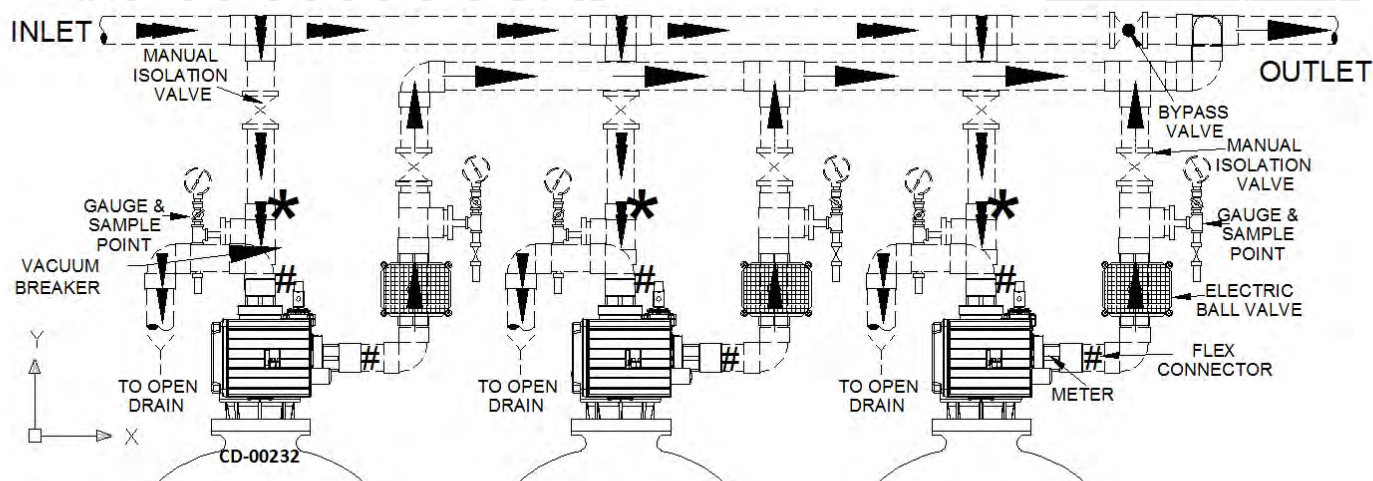 INLET
MANUAL
ISOLATION
VALVE
OUTLET
BYPASS
VALVE
MANUAL
ISOLATION
VALVE
GAUGE &
SAMPLE
POINT
*
*
*
GAUGE &
SAMPLE
POINT
VACUUM
BREAKER
#
#
#
ELECTRIC
BALL VALVE
#
#
#
FLEX
CONNECTOR
METER
TO OPEN
DRAIN
TO OPEN
DRAIN
TO OPEN
DRAIN
Y
X
CD-00232